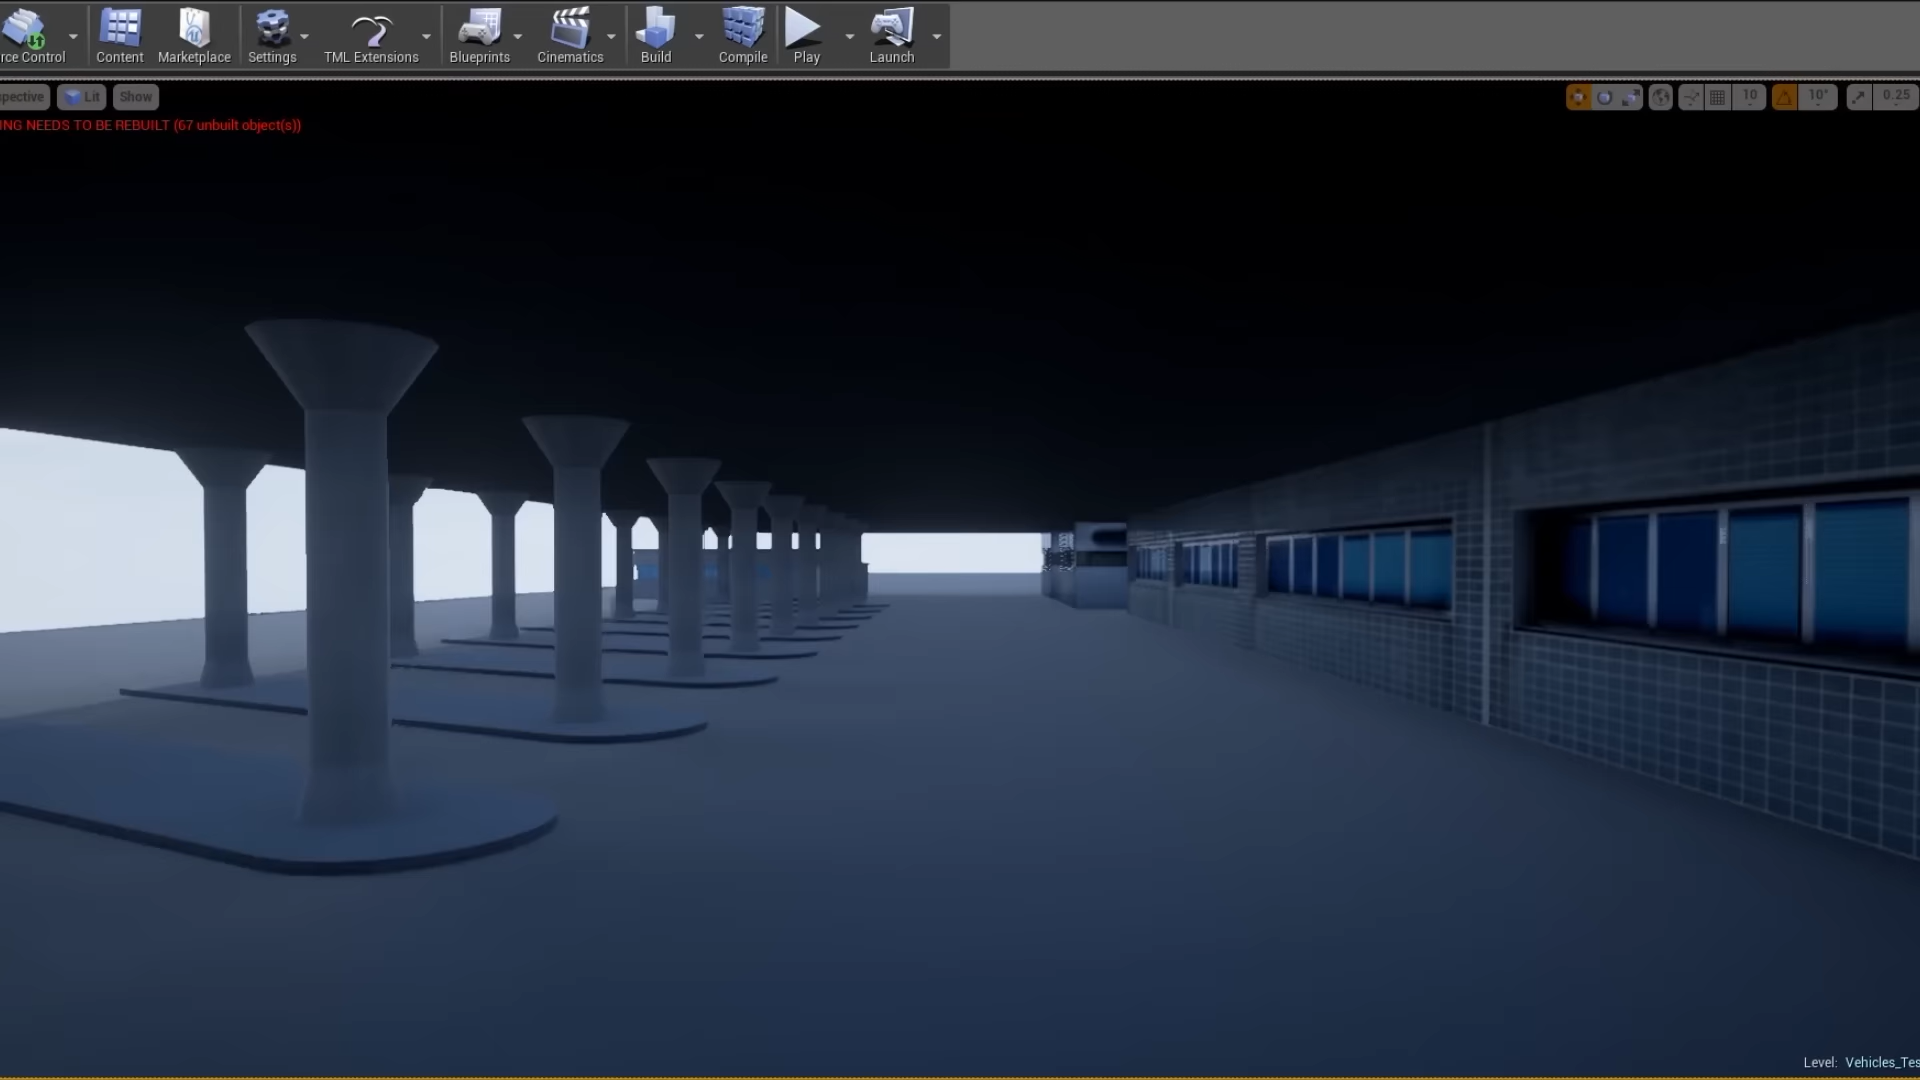 rce Control Content Marketplace Settings TML Extensions Blueprints Cinematics Build Compile Play Launch
pective Lit Show 10 10° 0.25
ING NEEDS TO BE REBUILT (67 unbuilt object(s))
Level: Vehicles_Tes